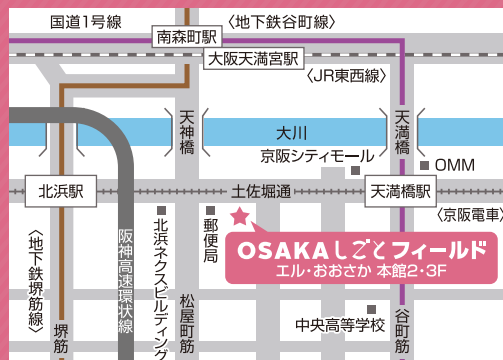 国道1号線
南森町駅
〈地下鉄谷町線〉
大阪天満宮駅
〈JR東西線〉
天神橋
大川
天満橋
京阪シティモール
OMM
北浜駅
土佐堀通
天満橋駅
〈京阪電車〉
〈地下鉄堺筋線〉
阪神高速環状線
北浜ネクスビルディング
郵便局
OSAKAしごとフィールド
エル・おおさか 本館2・3F
堺筋
松屋町筋
中央高等学校
谷町筋